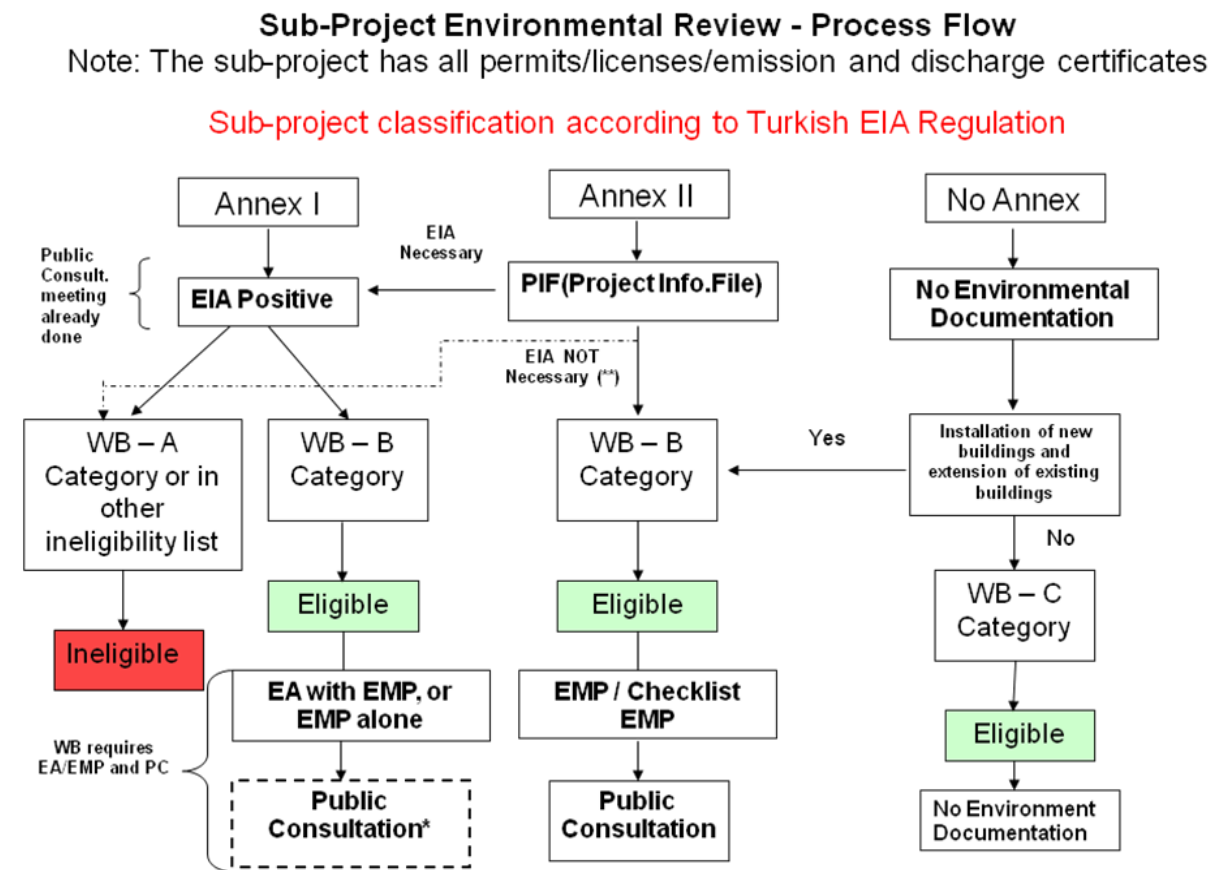 Sub-Project Environmental Review - Process Flow
Note: The sub-project has all permits/licenses/emission and discharge certificates
Sub-project classification according to Turkish EIA Regulation
Annex I
Annex II
No Annex
Public
Consult.
meeting
already
done
EIA
Necessary
EIA Positive
PIF(Project Info.File)
No Environmental
Documentation
EIA NOT
Necessary (**)
WB – A
Category or in
other
ineligibility list
WB – B
Category
WB – B
Category
Yes
Installation of new
buildings and
extension of existing
buildings
No
WB – C
Category
Eligible
Eligible
Ineligible
EA with EMP, or
EMP alone
EMP / Checklist
EMP
Eligible
WB requires
EA/EMP and PC
Public
Consultation*
Public
Consultation
No Environment
Documentation